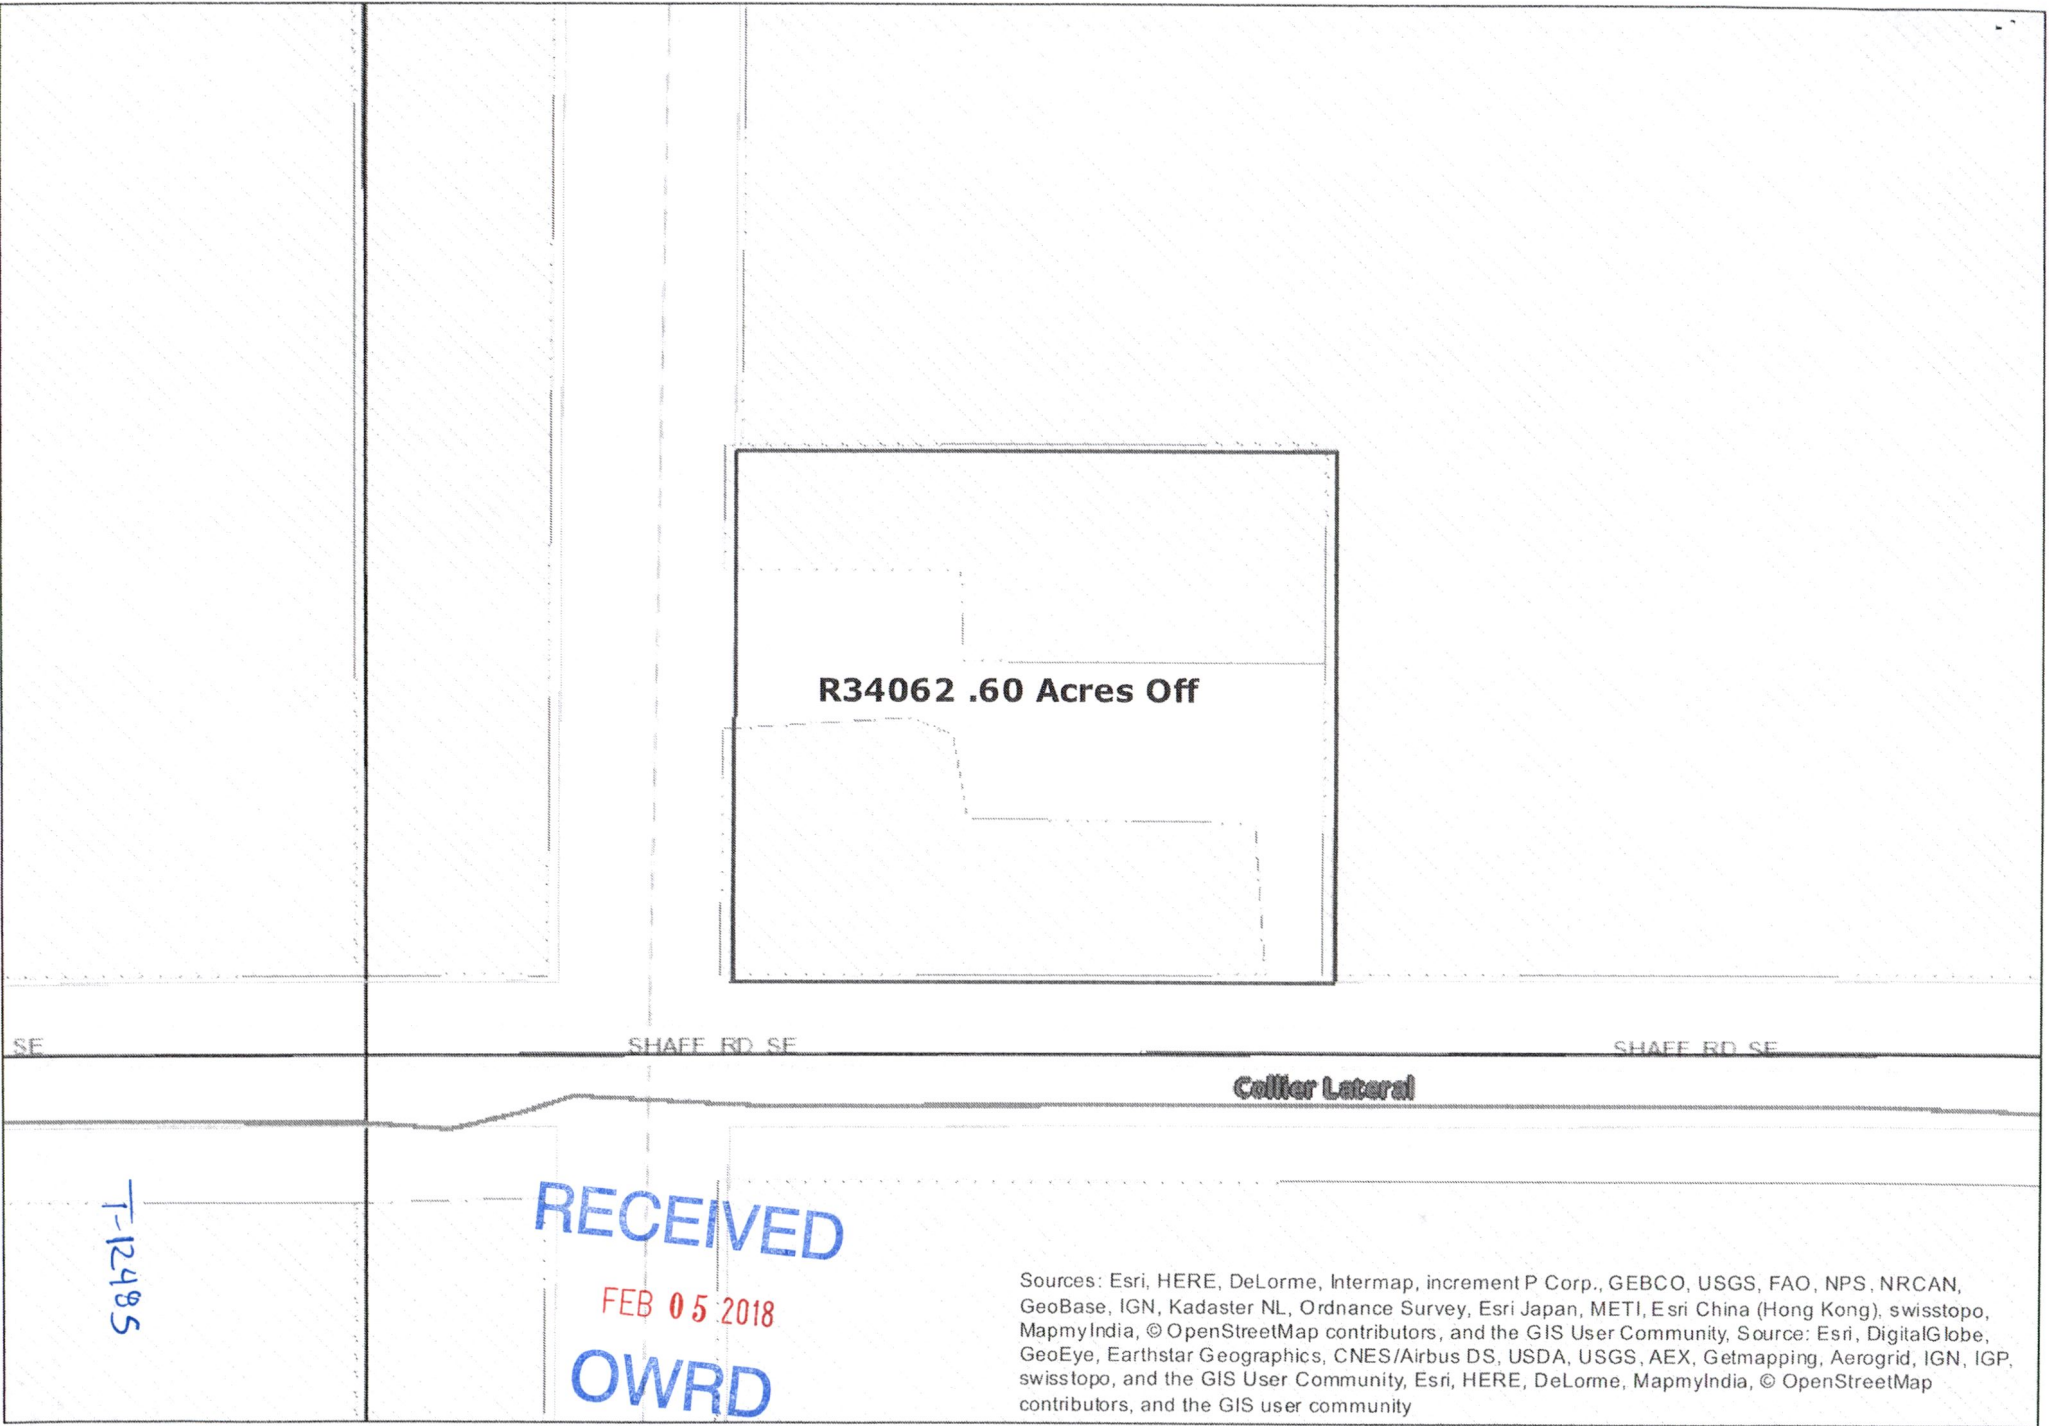 R34062 .60 Acres Off
SE
SHAFF RD SE
SHAFF RD SE
Collier Lateral
T-12485
RECEIVED
FEB 05 2018
OWRD
Sources: Esri, HERE, DeLorme, Intermap, increment P Corp., GEBCO, USGS, FAO, NPS, NRCAN,
GeoBase, IGN, Kadaster NL, Ordnance Survey, Esri Japan, METI, Esri China (Hong Kong), swisstopo,
MapmyIndia, © OpenStreetMap contributors, and the GIS User Community, Source: Esri, DigitalGlobe,
GeoEye, Earthstar Geographics, CNES/Airbus DS, USDA, USGS, AEX, Getmapping, Aerogrid, IGN, IGP,
swisstopo, and the GIS User Community, Esri, HERE, DeLorme, MapmyIndia, © OpenStreetMap
contributors, and the GIS user community